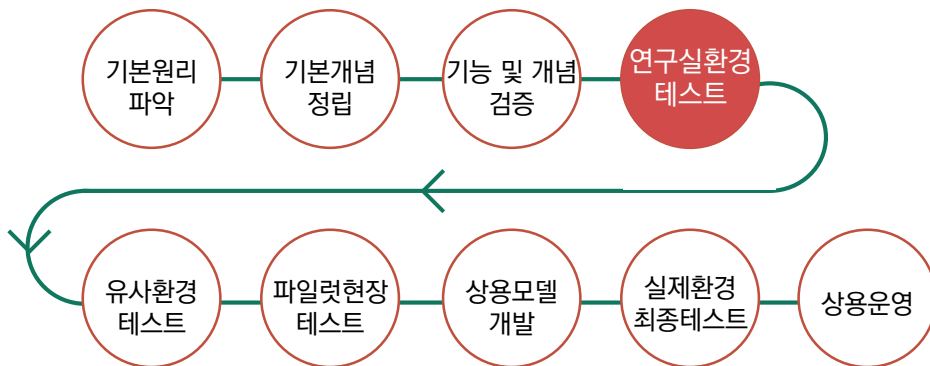 기본원리
파악
기본개념
정립
기능 및 개념
검증
연구실환경
테스트
유사환경
테스트
파일럿현장
테스트
상용모델
개발
실제환경
최종테스트
상용운영